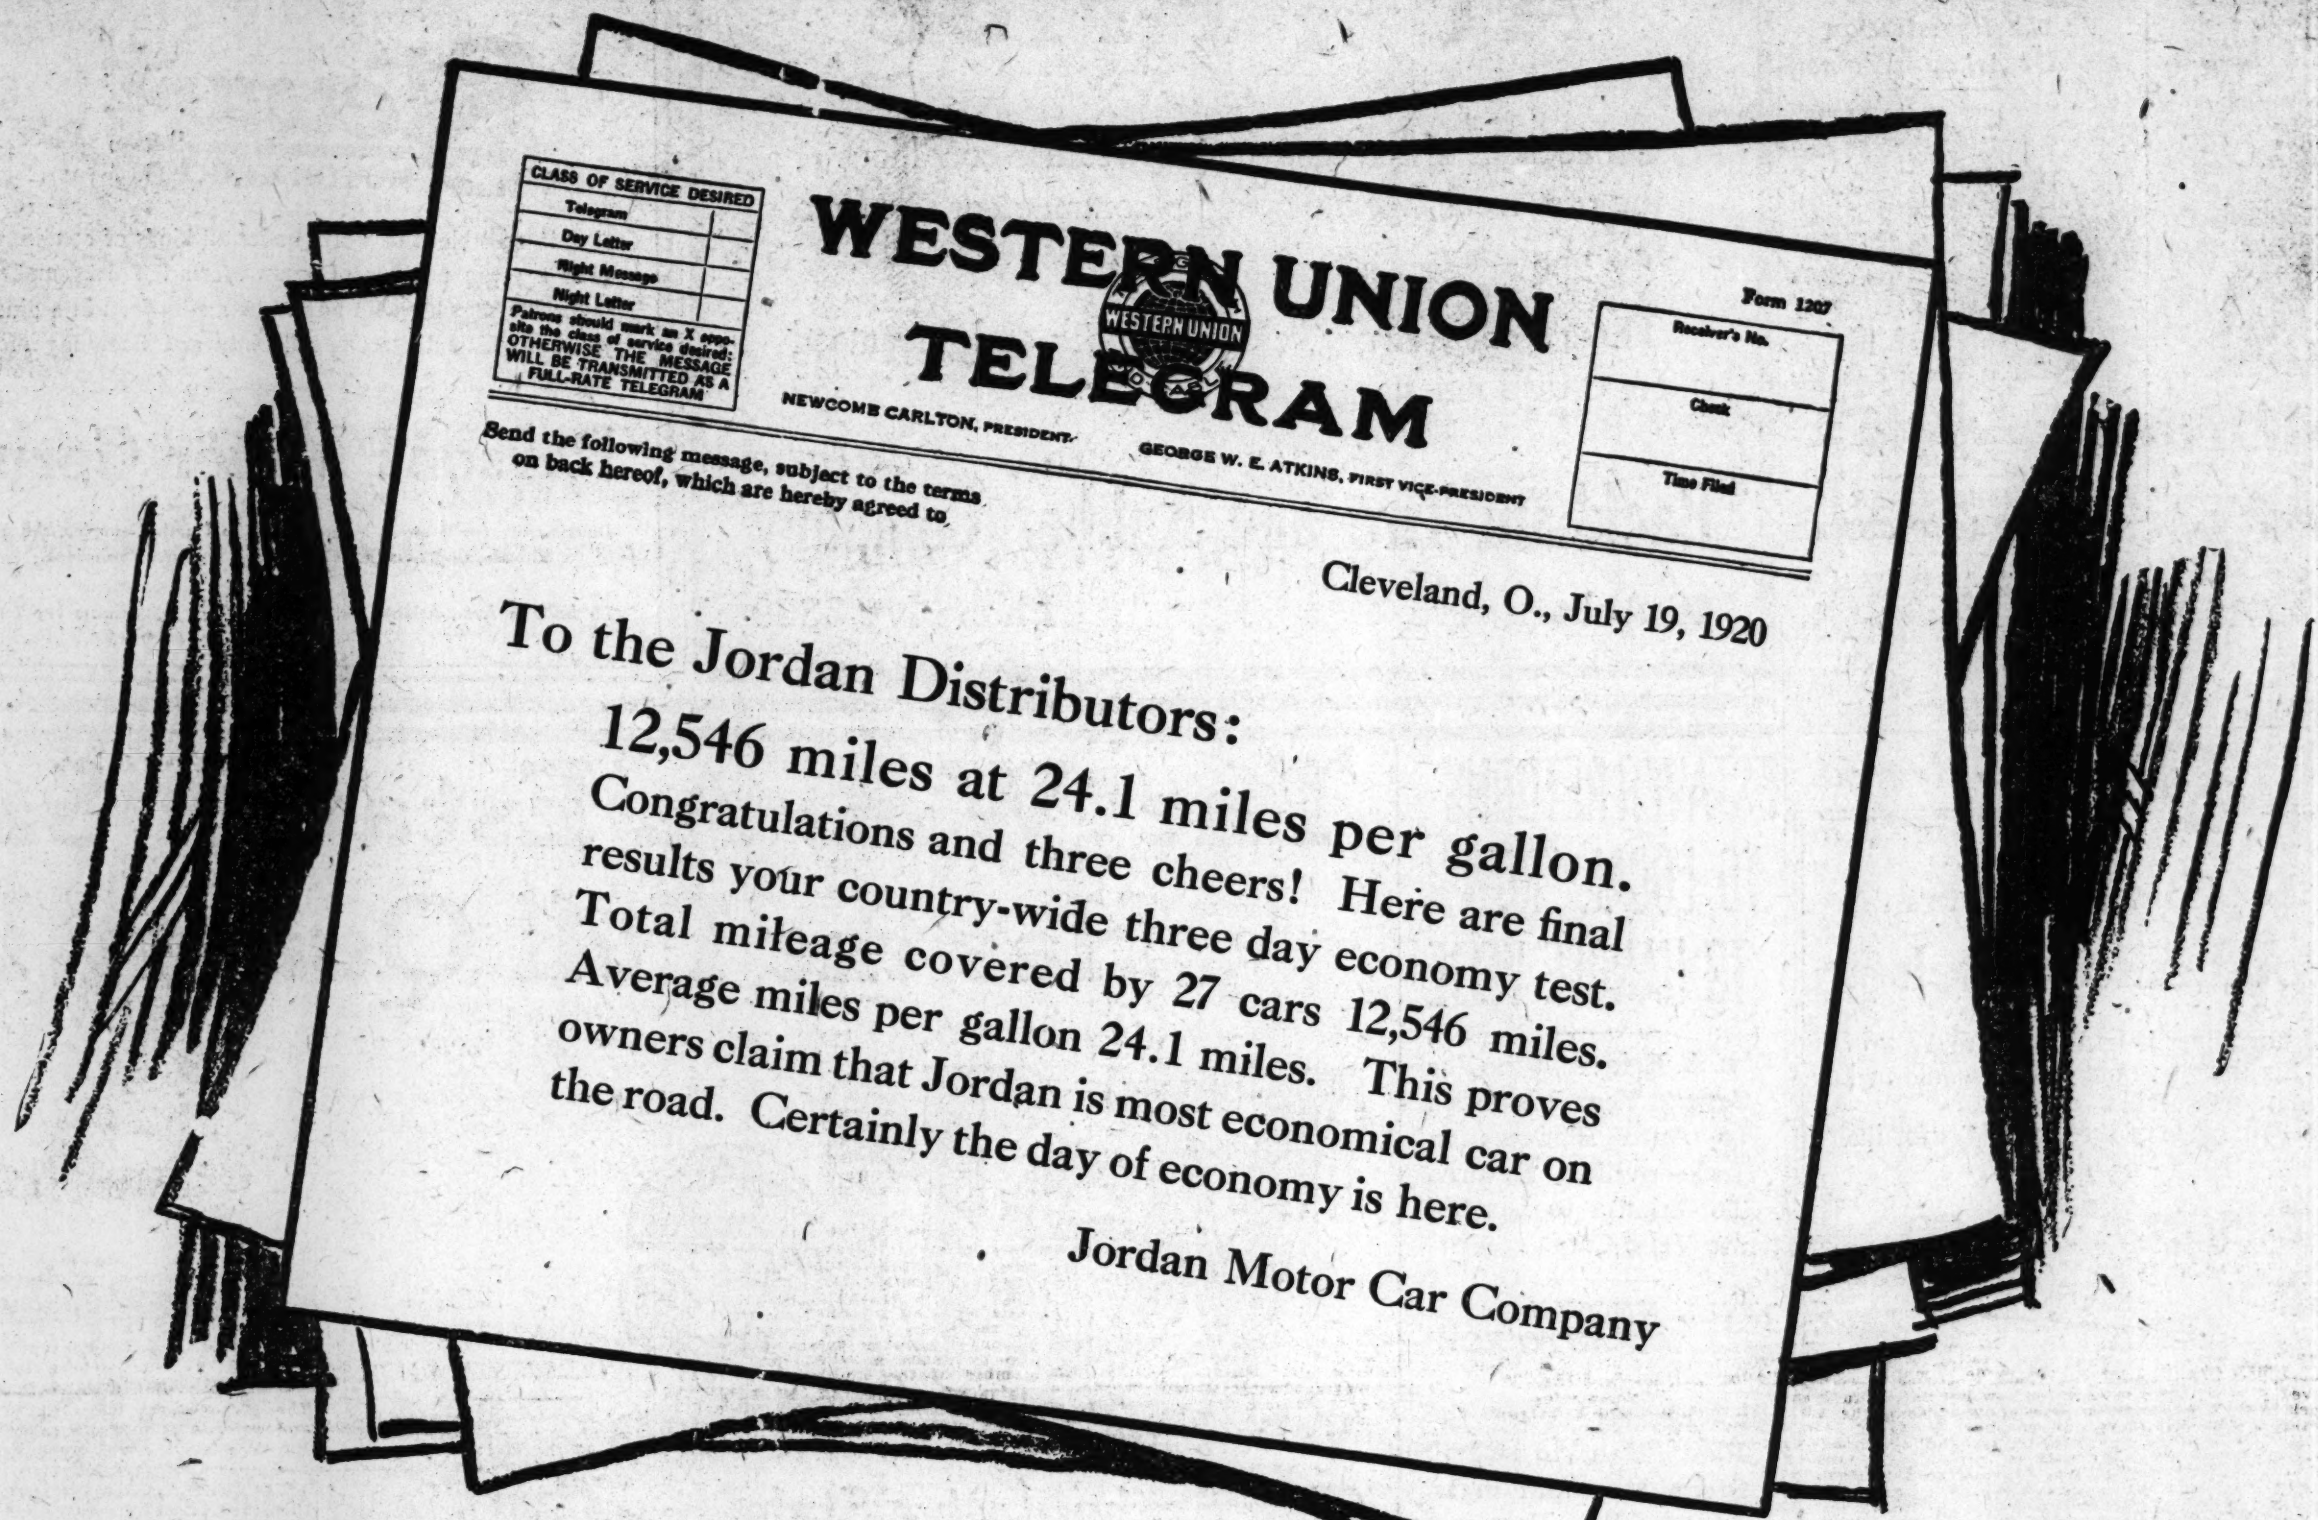 CLASS OF SERVICE DESIRED
Telegram
Day Letter
Night Message
Night Letter
Patrons should mark an X oppo-
site the class of service desired:
OTHERWISE THE MESSAGE
WILL BE TRANSMITTED AS A
FULL-RATE TELEGRAM
WESTERN UNION
WESTERN UNION
TELEGRAM
NEWCOMB CARLTON, PRESIDENT
GEORGE W. E. ATKINS, FIRST VICE-PRESIDENT
Form 1207
Receiver's No.
Check
Time Filed
Send the following message, subject to the terms
on back hereof, which are hereby agreed to
Cleveland, O., July 19, 1920
To the Jordan Distributors:
12,546 miles at 24.1 miles per gallon.
Congratulations and three cheers! Here are final
results your country-wide three day economy test.
Total mileage covered by 27 cars 12,546 miles.
Average miles per gallon 24.1 miles. This proves
owners claim that Jordan is most economical car on
the road. Certainly the day of economy is here.
Jordan Motor Car Company